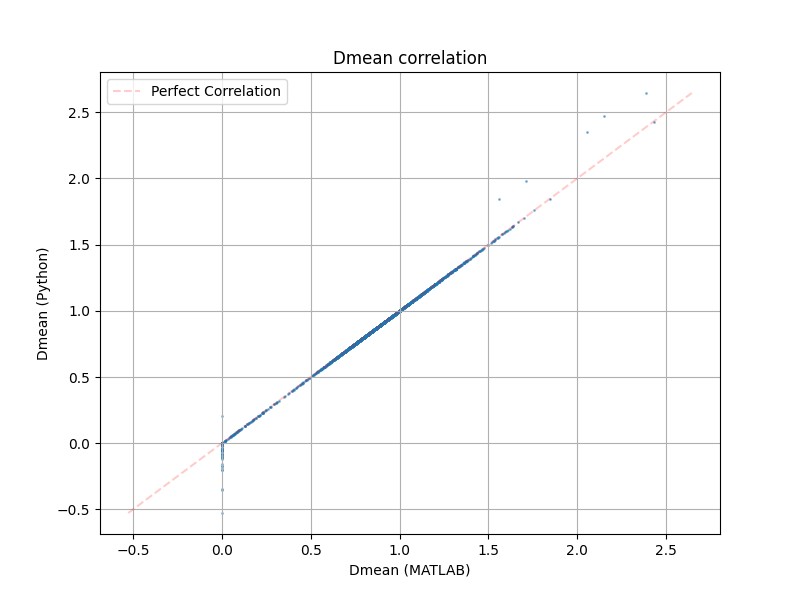 Dmean correlation
Perfect Correlation
2.5
2.0
1.5
1.0
0.5
0.0
−0.5
Dmean (Python)
−0.5 0.0 0.5 1.0 1.5 2.0 2.5
Dmean (MATLAB)